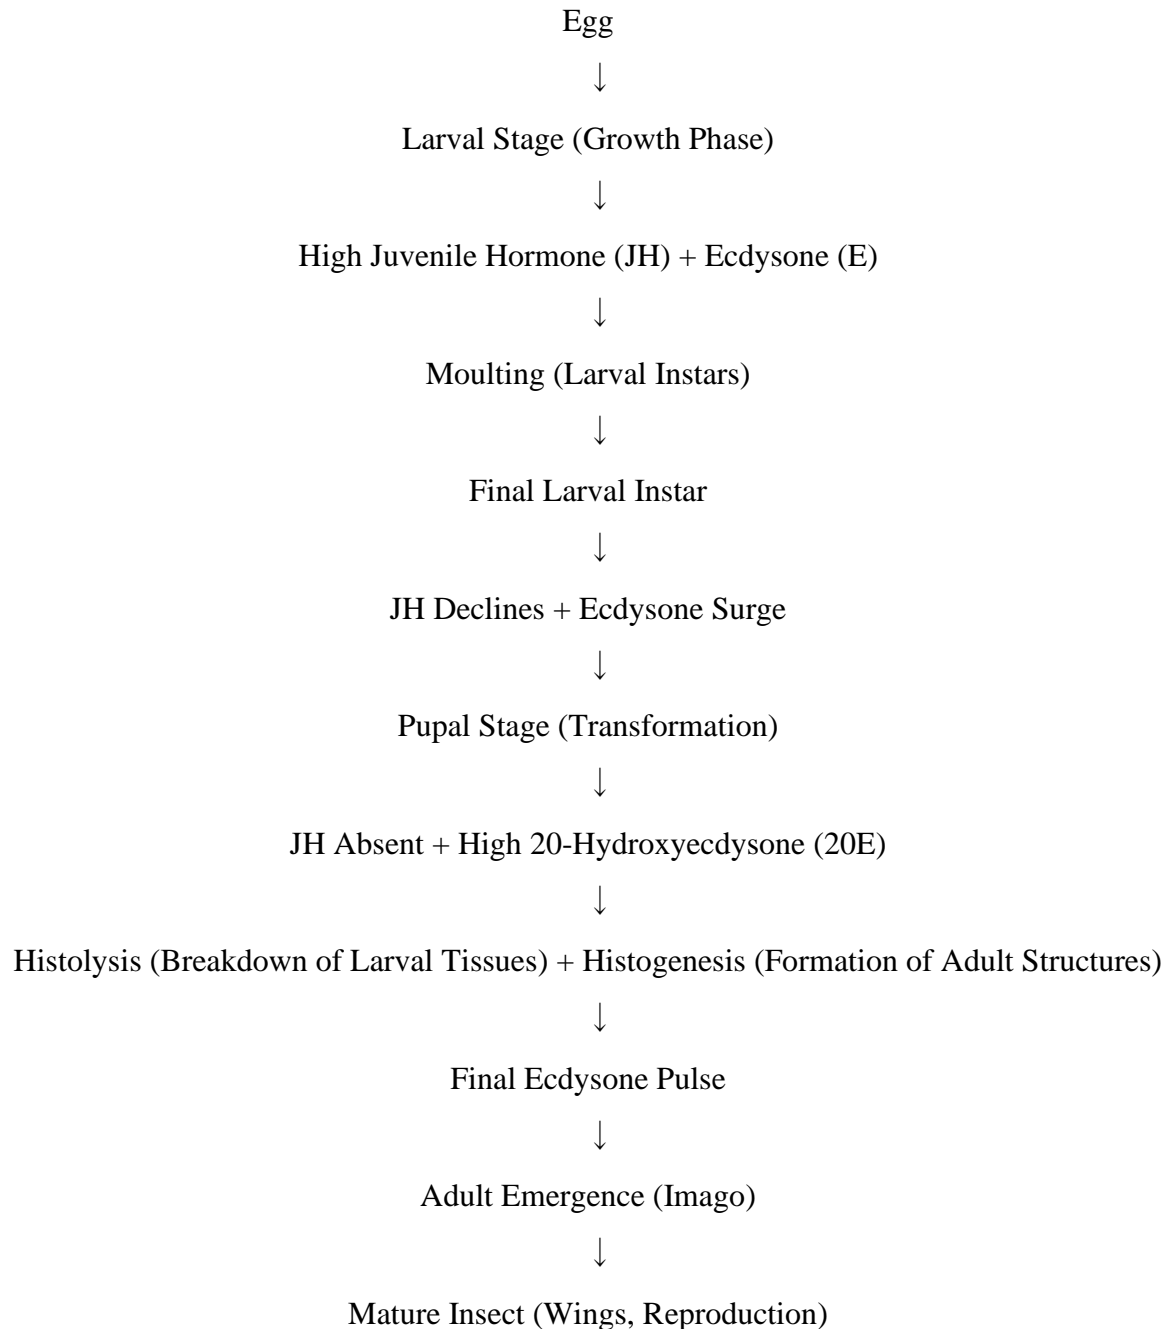 Egg
↓
Larval Stage (Growth Phase)
↓
High Juvenile Hormone (JH) + Ecdysone (E)
↓
Moulting (Larval Instars)
↓
Final Larval Instar
↓
JH Declines + Ecdysone Surge
↓
Pupal Stage (Transformation)
↓
JH Absent + High 20-Hydroxyecdysone (20E)
↓
Histolysis (Breakdown of Larval Tissues) + Histogenesis (Formation of Adult Structures)
↓
Final Ecdysone Pulse
↓
Adult Emergence (Imago)
↓
Mature Insect (Wings, Reproduction)